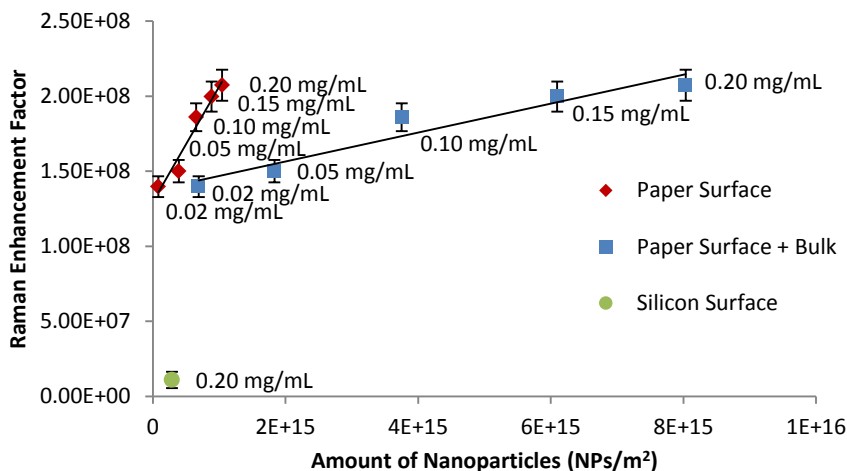 2.50E+08
2.00E+08
1.50E+08
1.00E+08
5.00E+07
0.00E+00
Raman Enhancement Factor
0.20 mg/mL
0.15 mg/mL
0.10 mg/mL
0.05 mg/mL
0.02 mg/mL
0.02 mg/mL
0.05 mg/mL
0.10 mg/mL
0.15 mg/mL
0.20 mg/mL
0.20 mg/mL
Paper Surface
Paper Surface + Bulk
Silicon Surface
0 2E+15 4E+15 6E+15 8E+15 1E+16
Amount of Nanoparticles (NPs/m²)